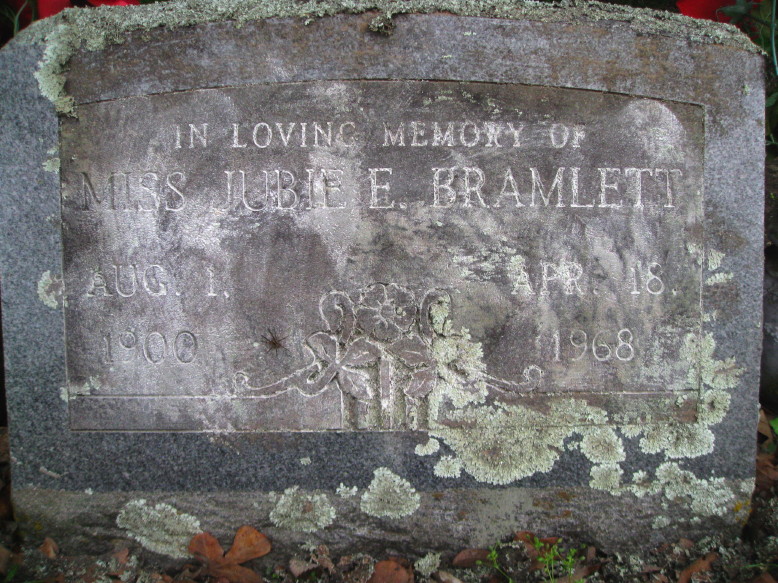 IN LOVING MEMORY OF
MISS JUBIE E. BRAMLETT
AUG. 1. APR. 18.
1900 1968